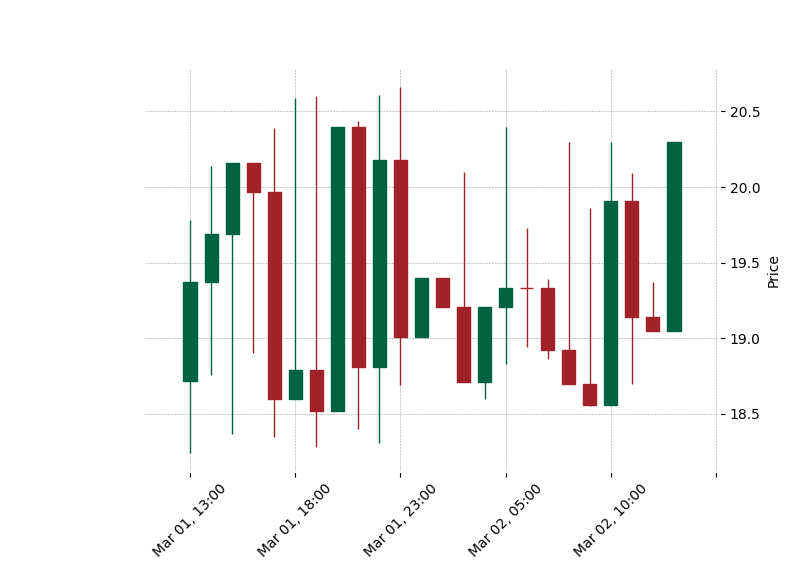 20.5
20.0
19.5
19.0
18.5
Price
Mar 01, 13:00
Mar 01, 18:00
Mar 01, 23:00
Mar 02, 05:00
Mar 02, 10:00